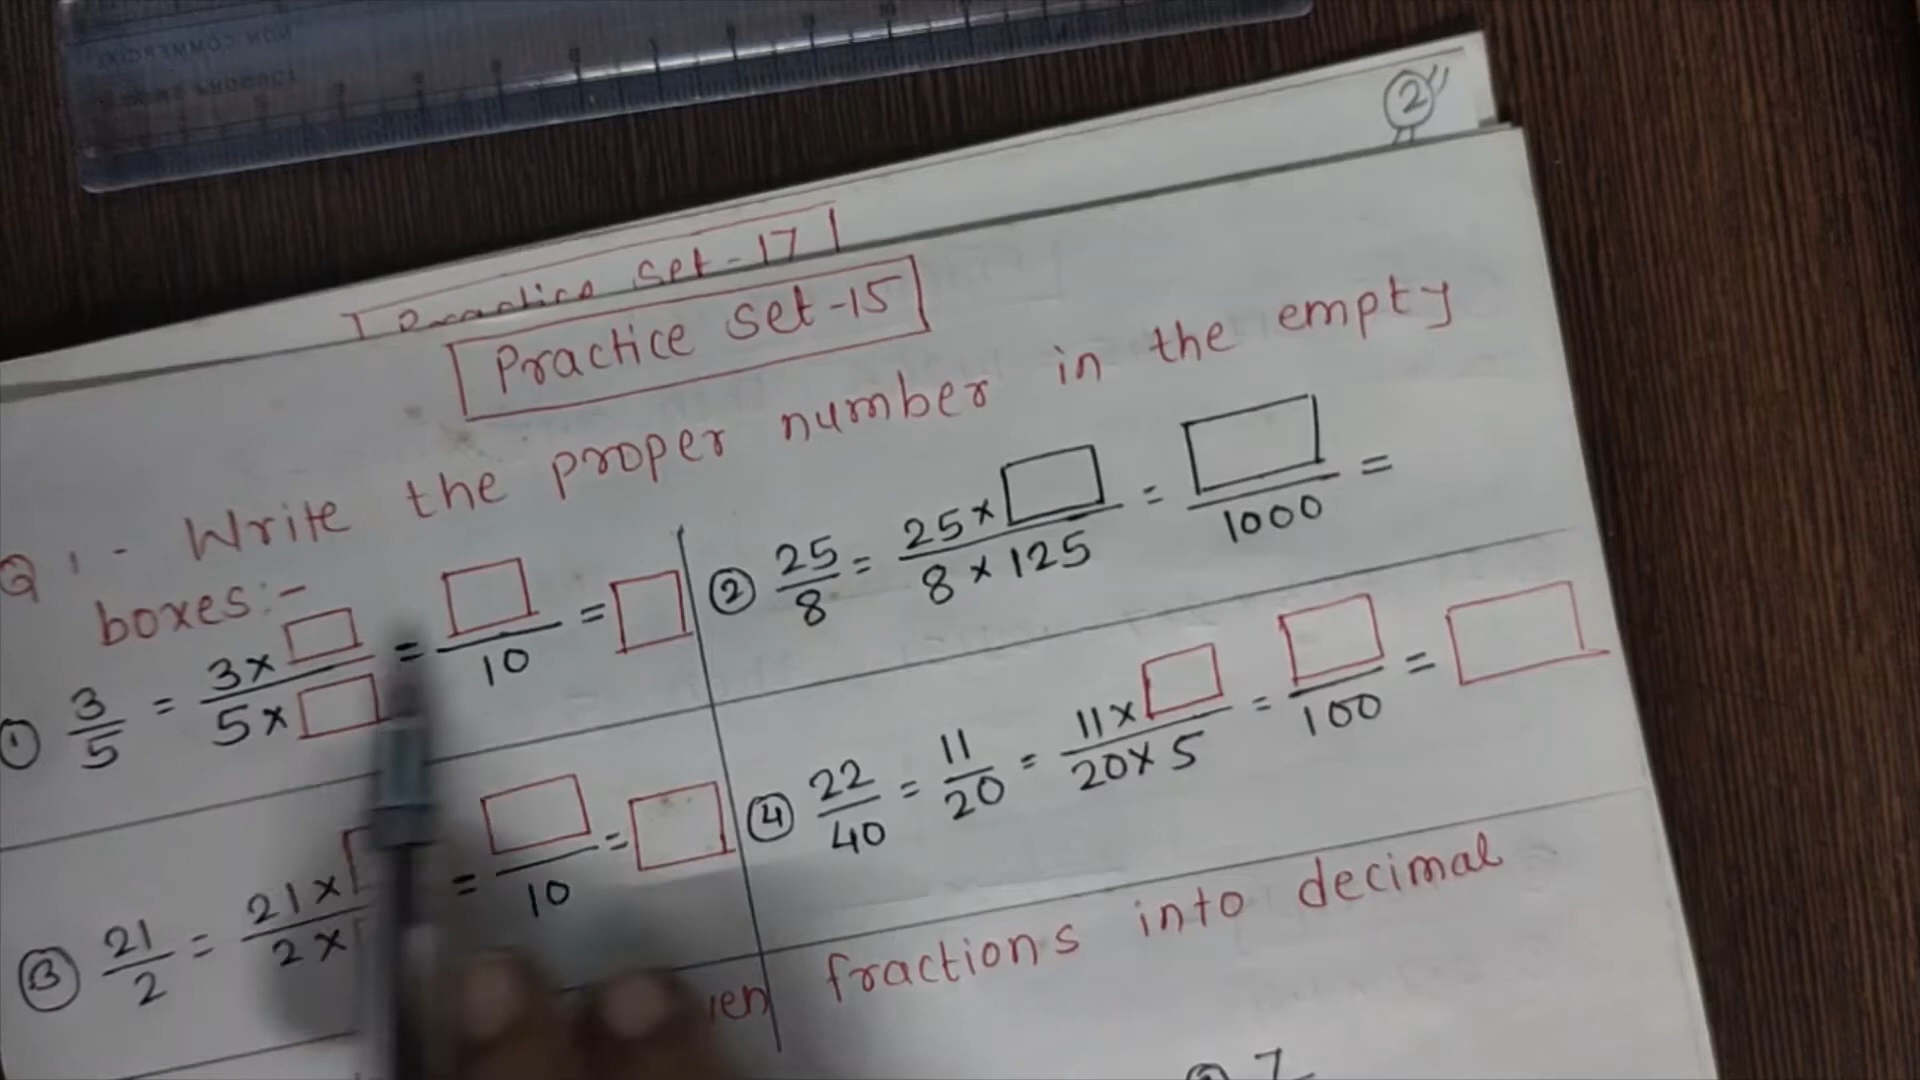 2
Practice Set-17
Practice Set-15
Q1- Write the proper number in the empty
boxes:-
① 3/5 = 3×□/5×□ = □/10 = □
② 25/8 = 25×□/8×125 = □/1000 =
③ 21/2 = 21×□/2× = □/10 = □
④ 22/40 = 11/20 = 11×□/20×5 = □/100 = □
fractions into decimal
7